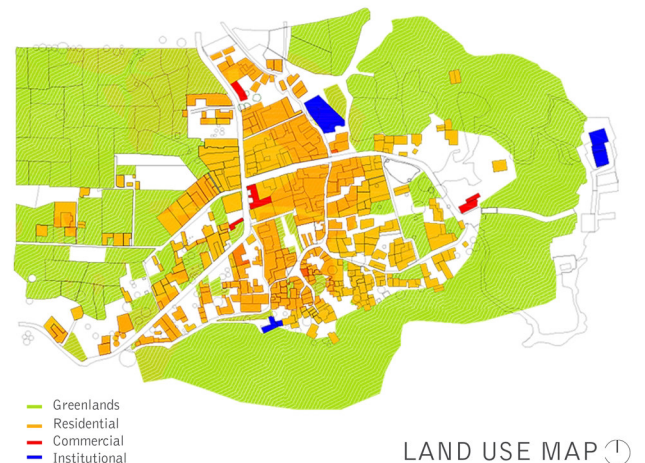 Greenlands
Residential
Commercial
Institutional
LAND USE MAP